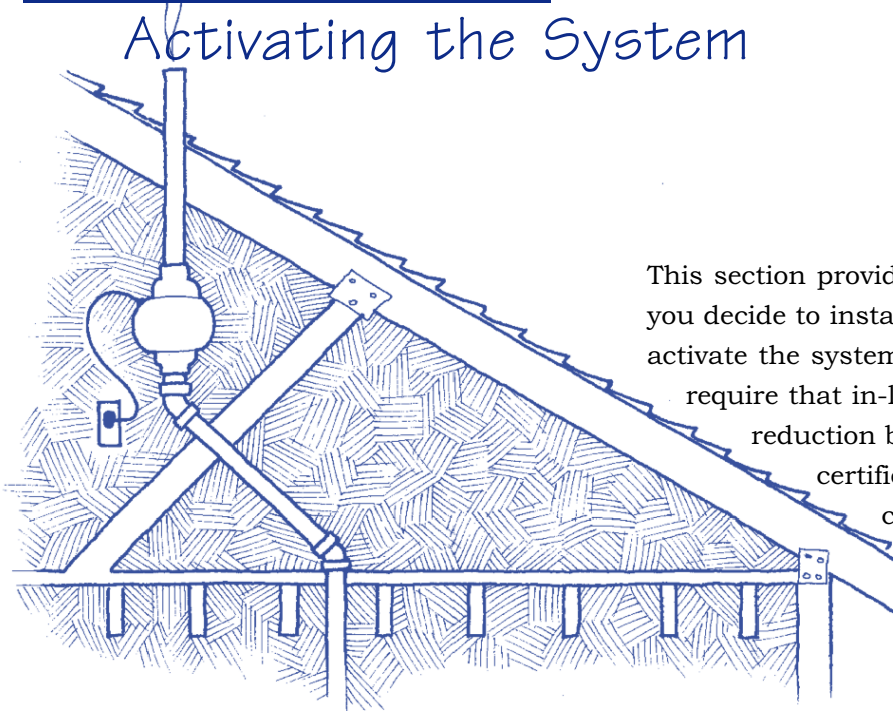 Activating the System
This section provid
you decide to insta
activate the system
require that in-l
reduction b
certific
c